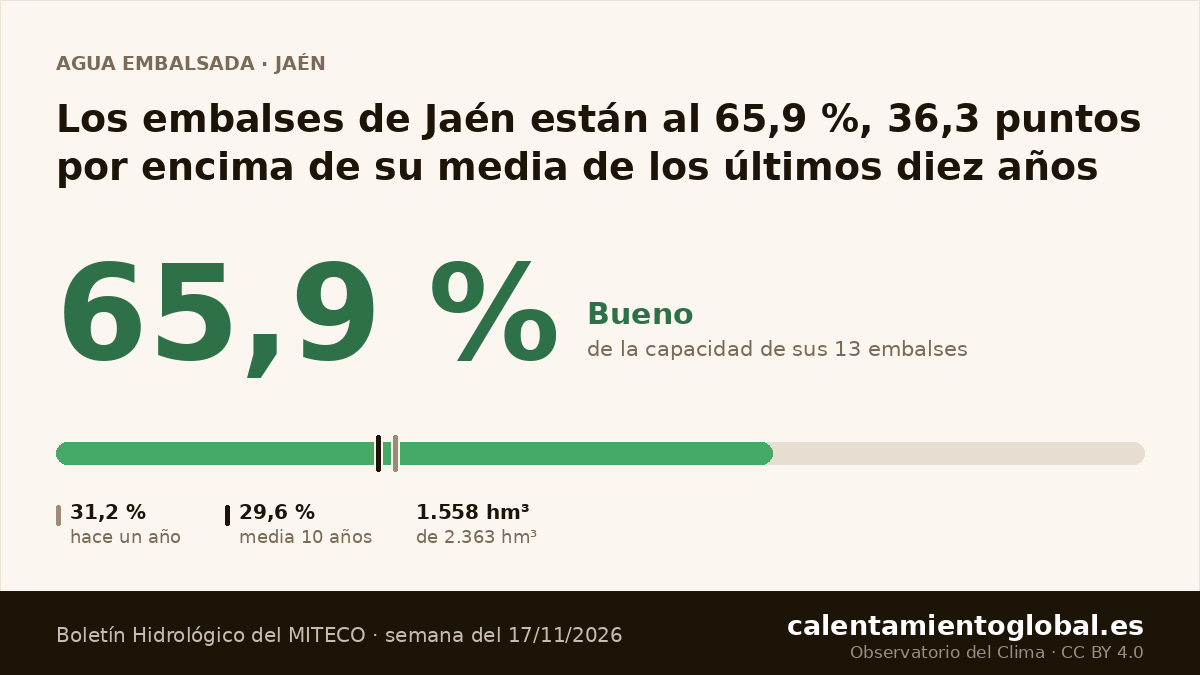 AGUA EMBALSADA · JAÉN
Los embalses de Jaén están al 65,9 %, 36,3 puntos
por encima de su media de los últimos diez años
65,9 %
Bueno
de la capacidad de sus 13 embalses
31,2 %
hace un año
29,6 %
media 10 años
1.558 hm³
de 2.363 hm³
Boletín Hidrológico del MITECO · semana del 17/11/2026
calentamientoglobal.es
Observatorio del Clima · CC BY 4.0